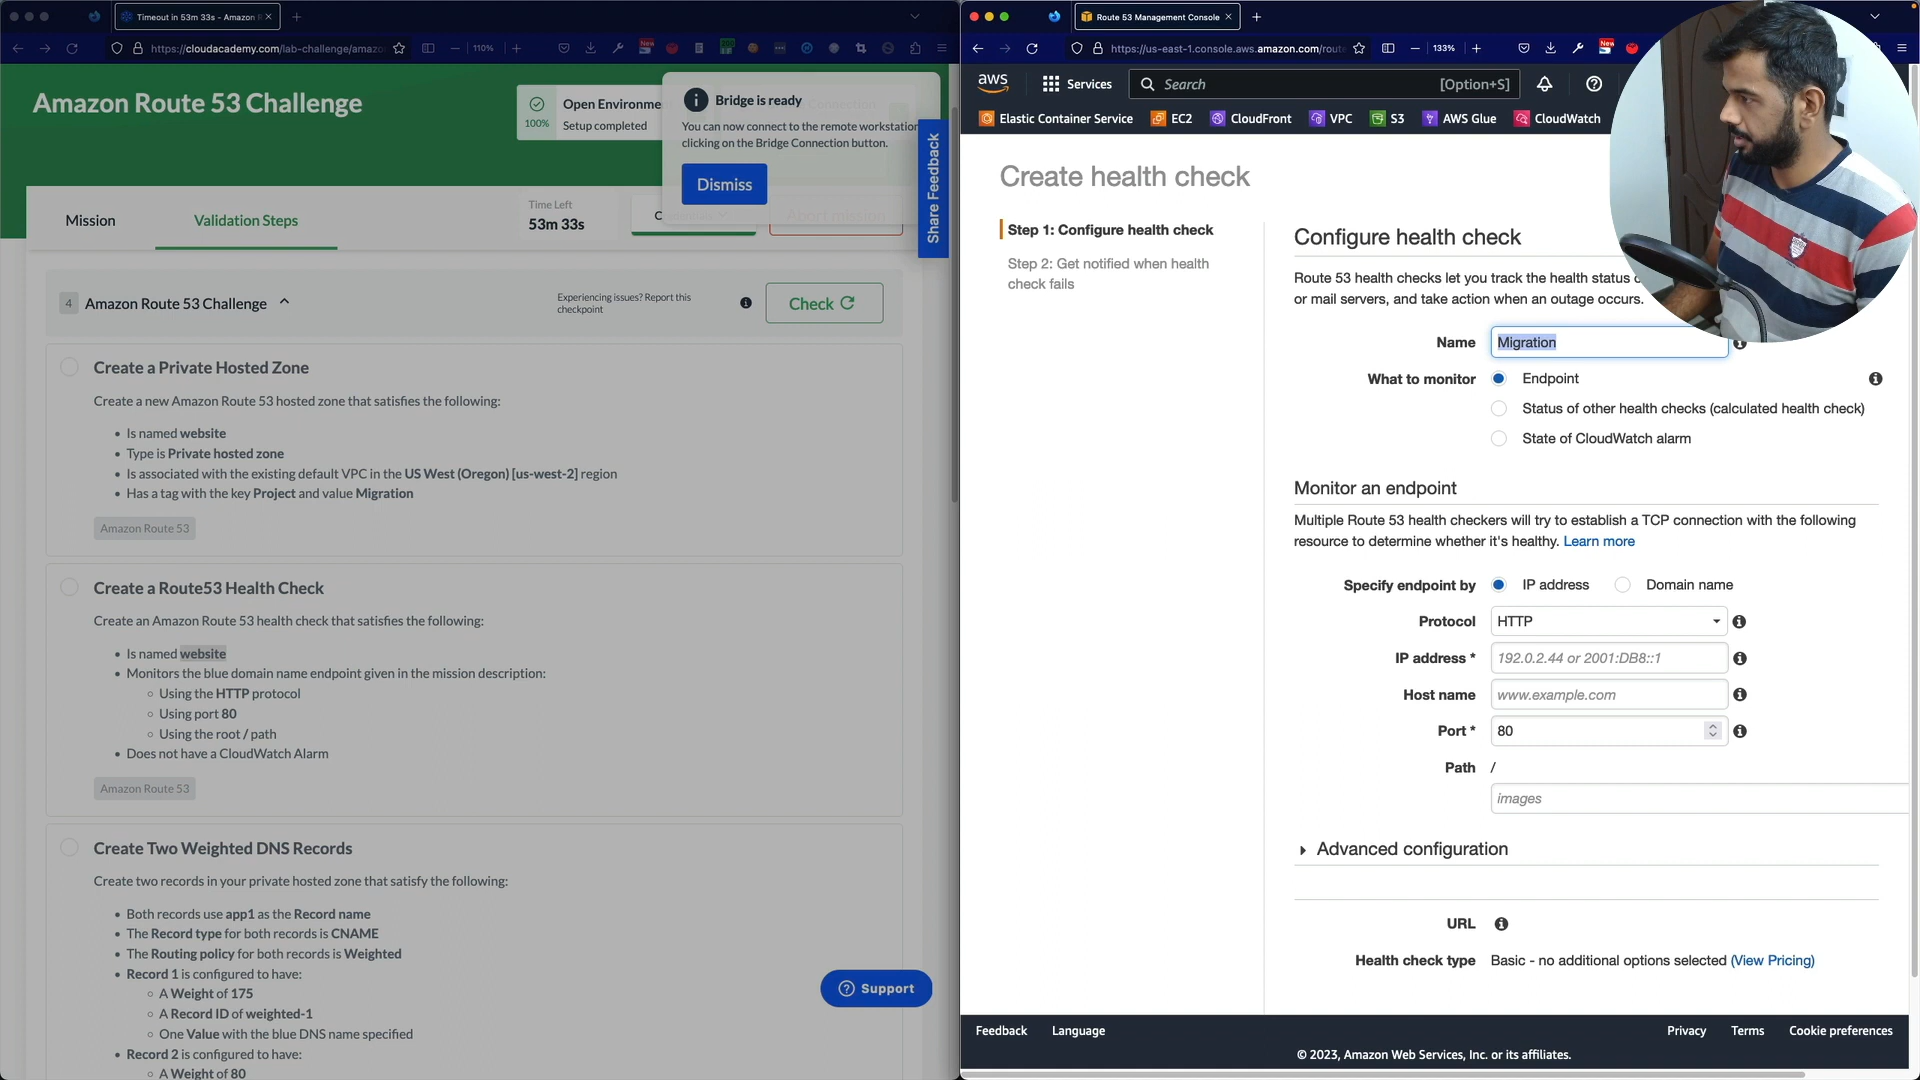 Timeout in 53m 33s - Amazon R
https://cloudacademy.com/lab-challenge/amazo
110%
New
Amazon Route 53 Challenge
100%
Open Environme
Setup completed
Bridge is ready
You can now connect to the remote workstation
clicking on the Bridge Connection button.
Dismiss
Share Feedback
Mission
Validation Steps
Time Left
53m 33s
Abort mission
4
Amazon Route 53 Challenge
Experiencing issues? Report this
checkpoint
Check
Create a Private Hosted Zone
Create a new Amazon Route 53 hosted zone that satisfies the following:
• Is named website
• Type is Private hosted zone
• Is associated with the existing default VPC in the US West (Oregon) [us-west-2] region
• Has a tag with the key Project and value Migration
Amazon Route 53
Create a Route53 Health Check
Create an Amazon Route 53 health check that satisfies the following:
• Is named website
• Monitors the blue domain name endpoint given in the mission description:
◦ Using the HTTP protocol
◦ Using port 80
◦ Using the root / path
• Does not have a CloudWatch Alarm
Amazon Route 53
Create Two Weighted DNS Records
Create two records in your private hosted zone that satisfy the following:
• Both records use app1 as the Record name
• The Record type for both records is CNAME
• The Routing policy for both records is Weighted
• Record 1 is configured to have:
◦ A Weight of 175
◦ A Record ID of weighted-1
◦ One Value with the blue DNS name specified
• Record 2 is configured to have:
◦ A Weight of 80
Support
Route 53 Management Console
https://us-east-1.console.aws.amazon.com/rout
133%
New
aws
Services
Search
[Option+S]
Elastic Container Service
EC2
CloudFront
VPC
S3
AWS Glue
CloudWatch
Create health check
Step 1: Configure health check
Step 2: Get notified when health
check fails
Configure health check
Route 53 health checks let you track the health status
or mail servers, and take action when an outage occurs.
Name
Migration
What to monitor
Endpoint
Status of other health checks (calculated health check)
State of CloudWatch alarm
Monitor an endpoint
Multiple Route 53 health checkers will try to establish a TCP connection with the following
resource to determine whether it's healthy. Learn more
Specify endpoint by
IP address
Domain name
Protocol
HTTP
IP address *
192.0.2.44 or 2001:DB8::1
Host name
www.example.com
Port *
80
Path
/
images
Advanced configuration
URL
Health check type
Basic - no additional options selected (View Pricing)
Feedback
Language
Privacy
Terms
Cookie preferences
© 2023, Amazon Web Services, Inc. or its affiliates.